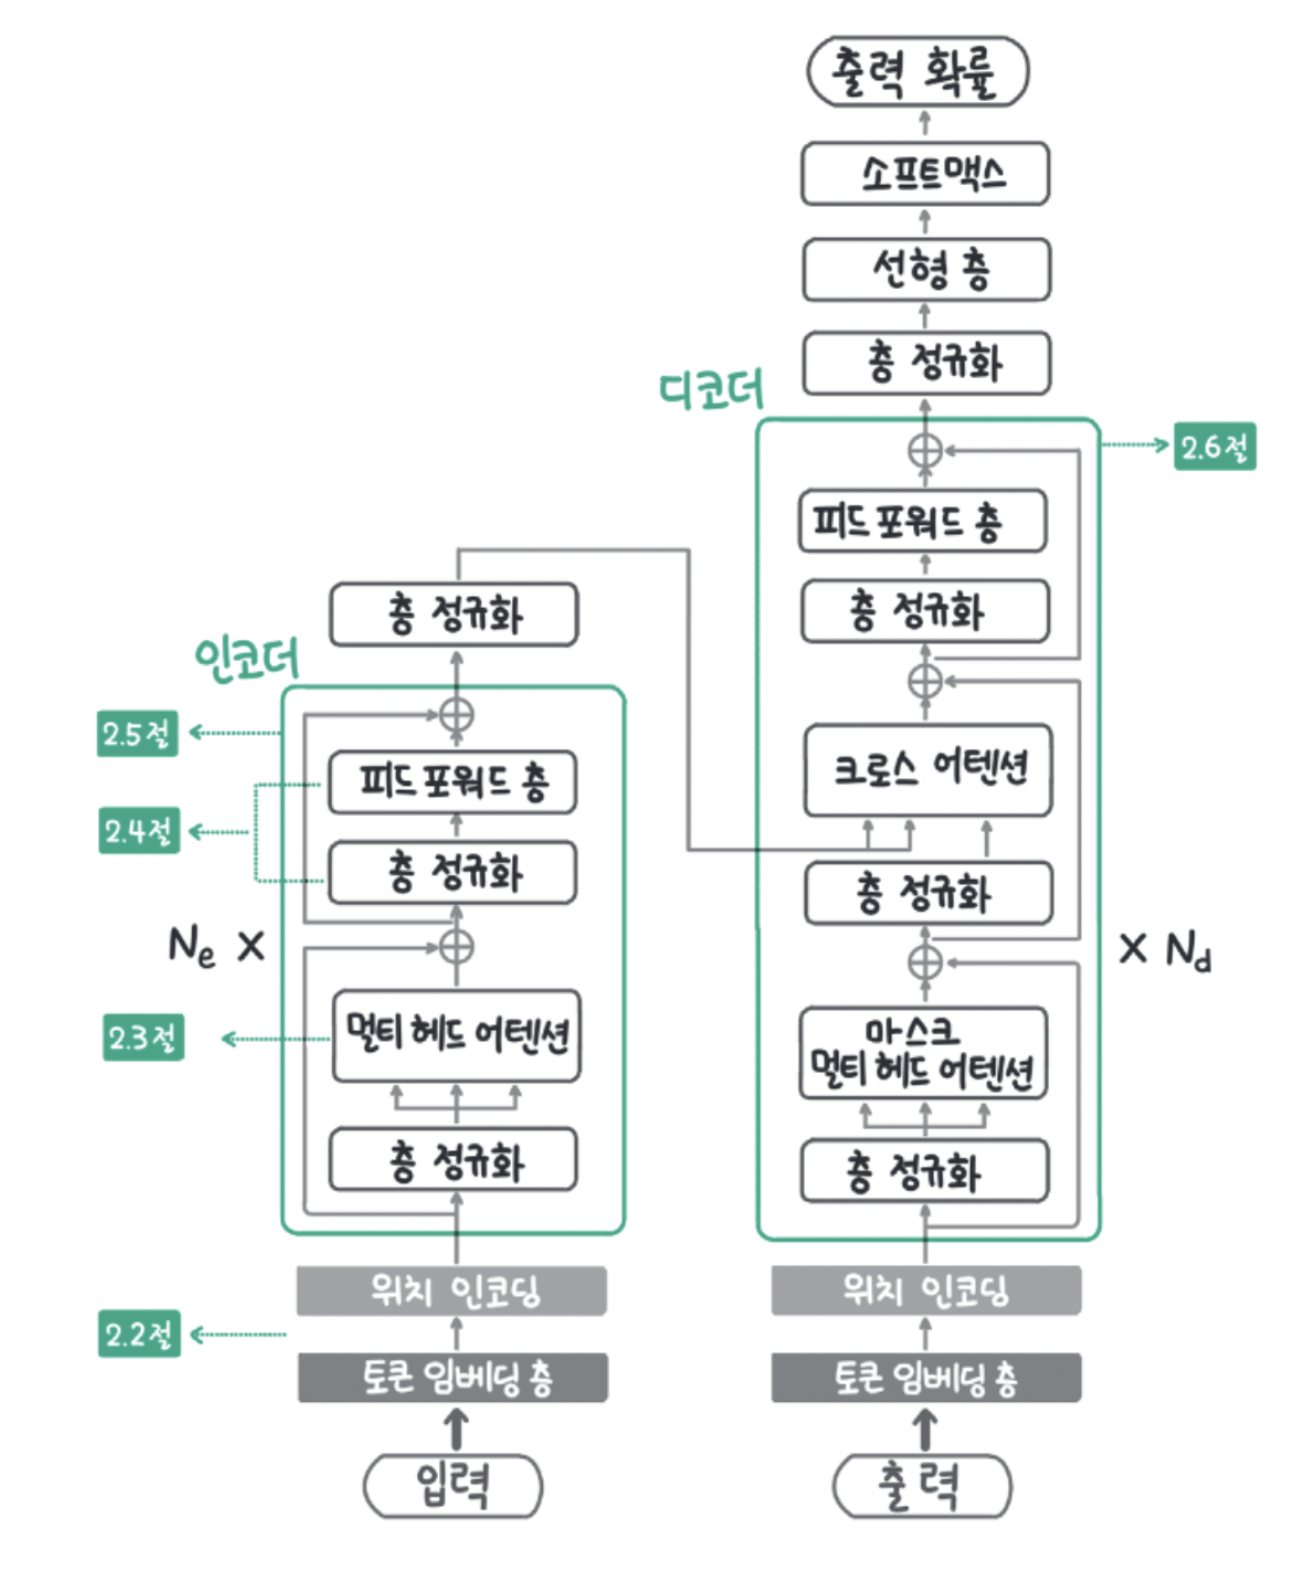 출력 확률
소프트맥스
선형 층
층 정규화
디코더
2.6절
피드 포워드 층
층 정규화
크로스 어텐션
층 정규화
마스크
멀티 헤드 어텐션
층 정규화
X Nd
위치 인코딩
토큰 임베딩 층
출력
층 정규화
인코더
2.5절
피드 포워드 층
2.4절
층 정규화
Ne X
멀티 헤드 어텐션
2.3절
층 정규화
위치 인코딩
2.2절
토큰 임베딩 층
입력